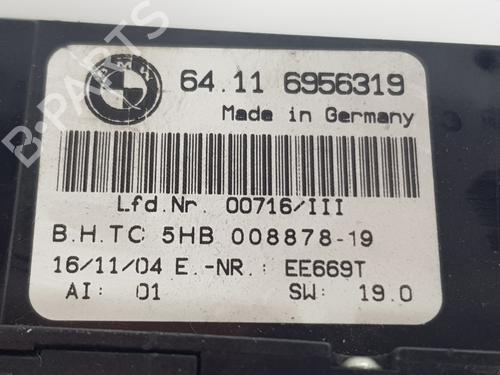 BMW
64.11 6956319
Made in Germany
Lfd.Nr. 00716/III
B.H.TC 5HB 008878-19
16/11/04 E.-NR.: EE669T
AI: 01 SW: 19.0
B-PARTS